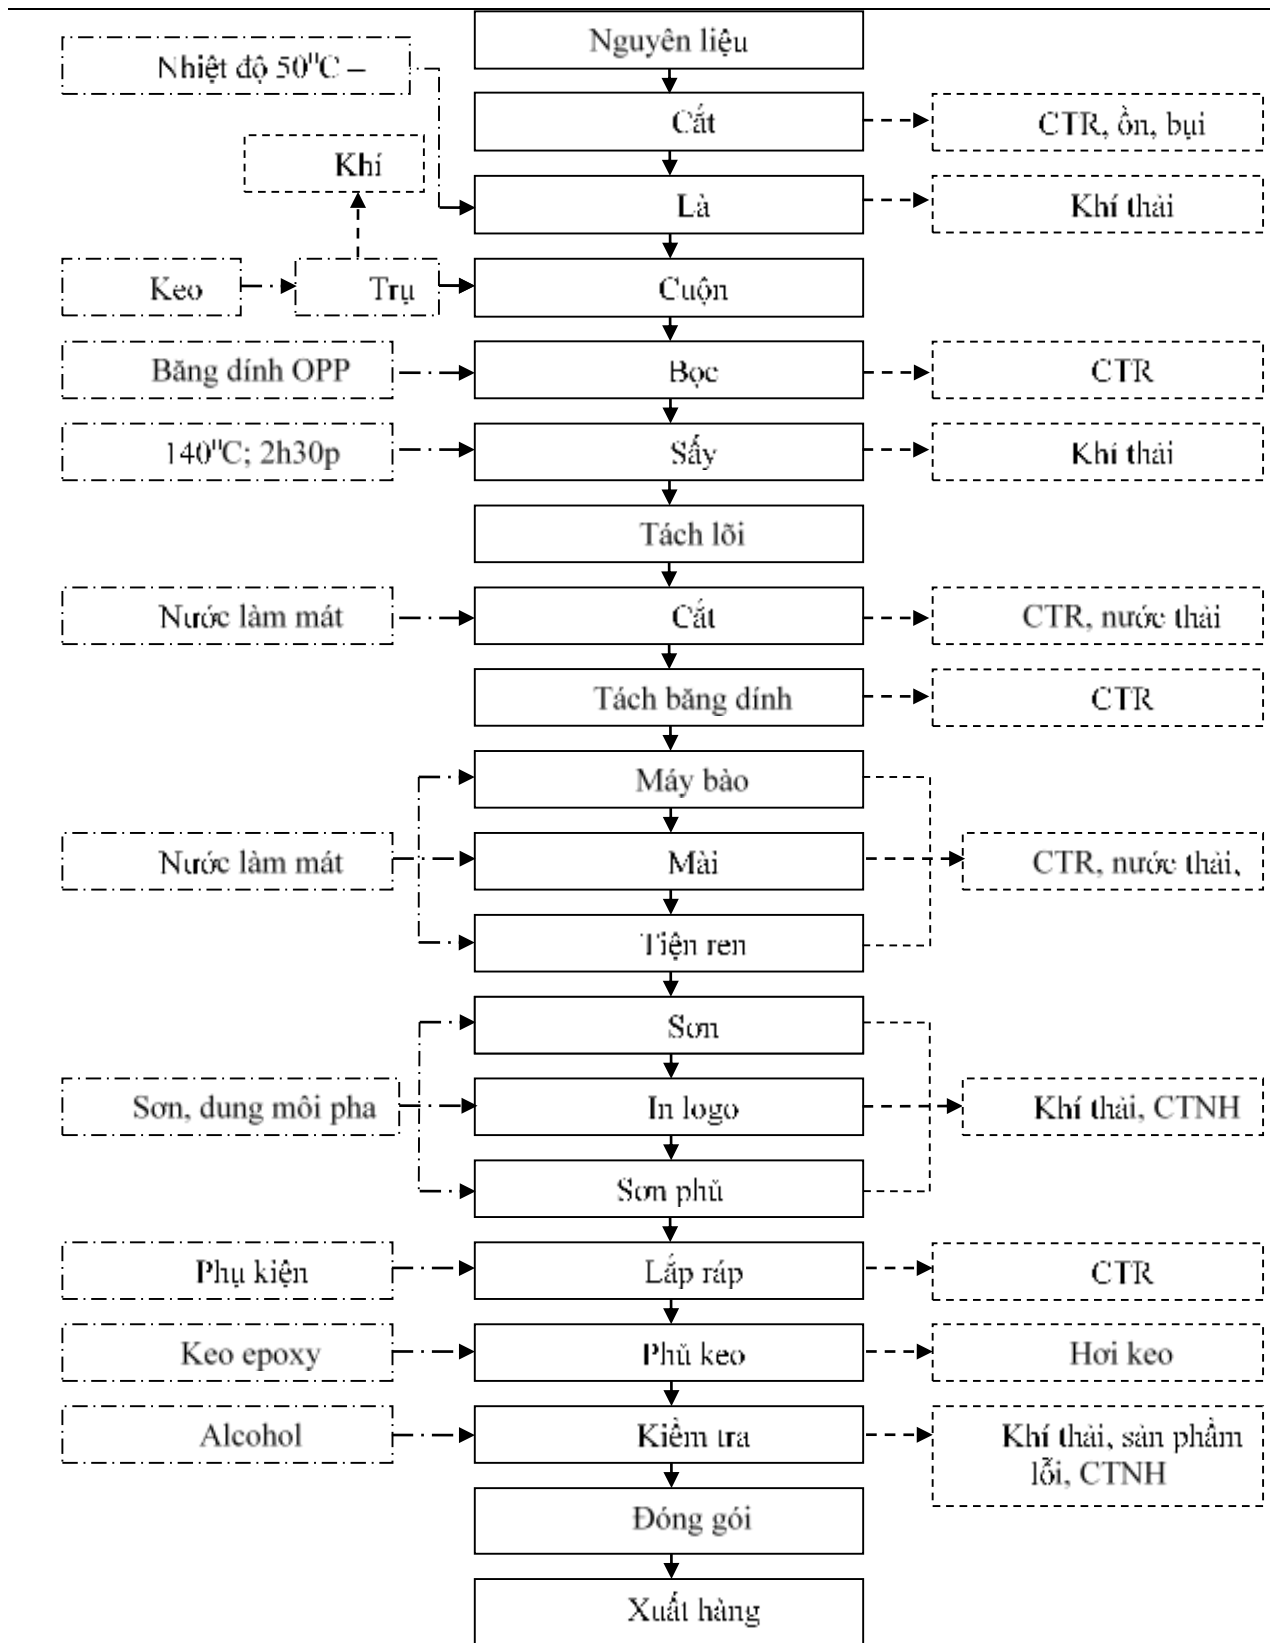 Nguyên liệu
Nhiệt độ 50⁰C –
Cắt
CTR, ồn, bụi
Khí
Là
Khí thải
Keo
Trụ
Cuộn
Băng dính OPP
Bọc
CTR
140⁰C; 2h30p
Sấy
Khí thải
Tách lõi
Nước làm mát
Cắt
CTR, nước thải
Tách băng dính
CTR
Máy bào
Nước làm mát
Mài
CTR, nước thải,
Tiện ren
Sơn
Sơn, dung môi pha
In logo
Khí thải, CTNH
Sơn phủ
Phụ kiện
Lắp ráp
CTR
Keo epoxy
Phủ keo
Hơi keo
Alcohol
Kiểm tra
Khí thải, sản phẩm
lỗi, CTNH
Đóng gói
Xuất hàng